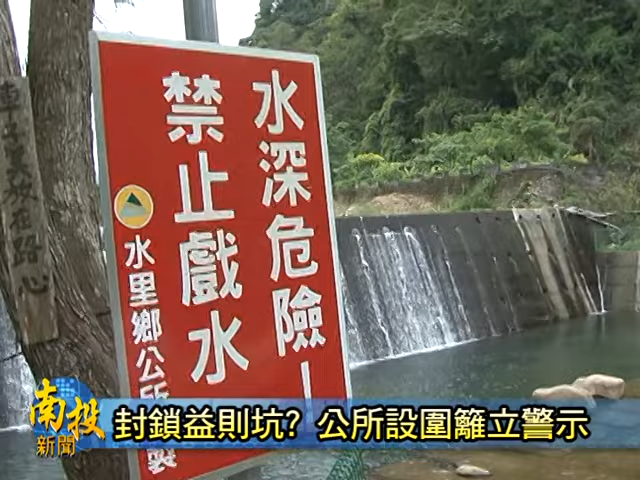 水深危險！
禁止戲水
水里鄉公所製
南投
新聞
封鎖益則坑? 公所設圍籬立警示